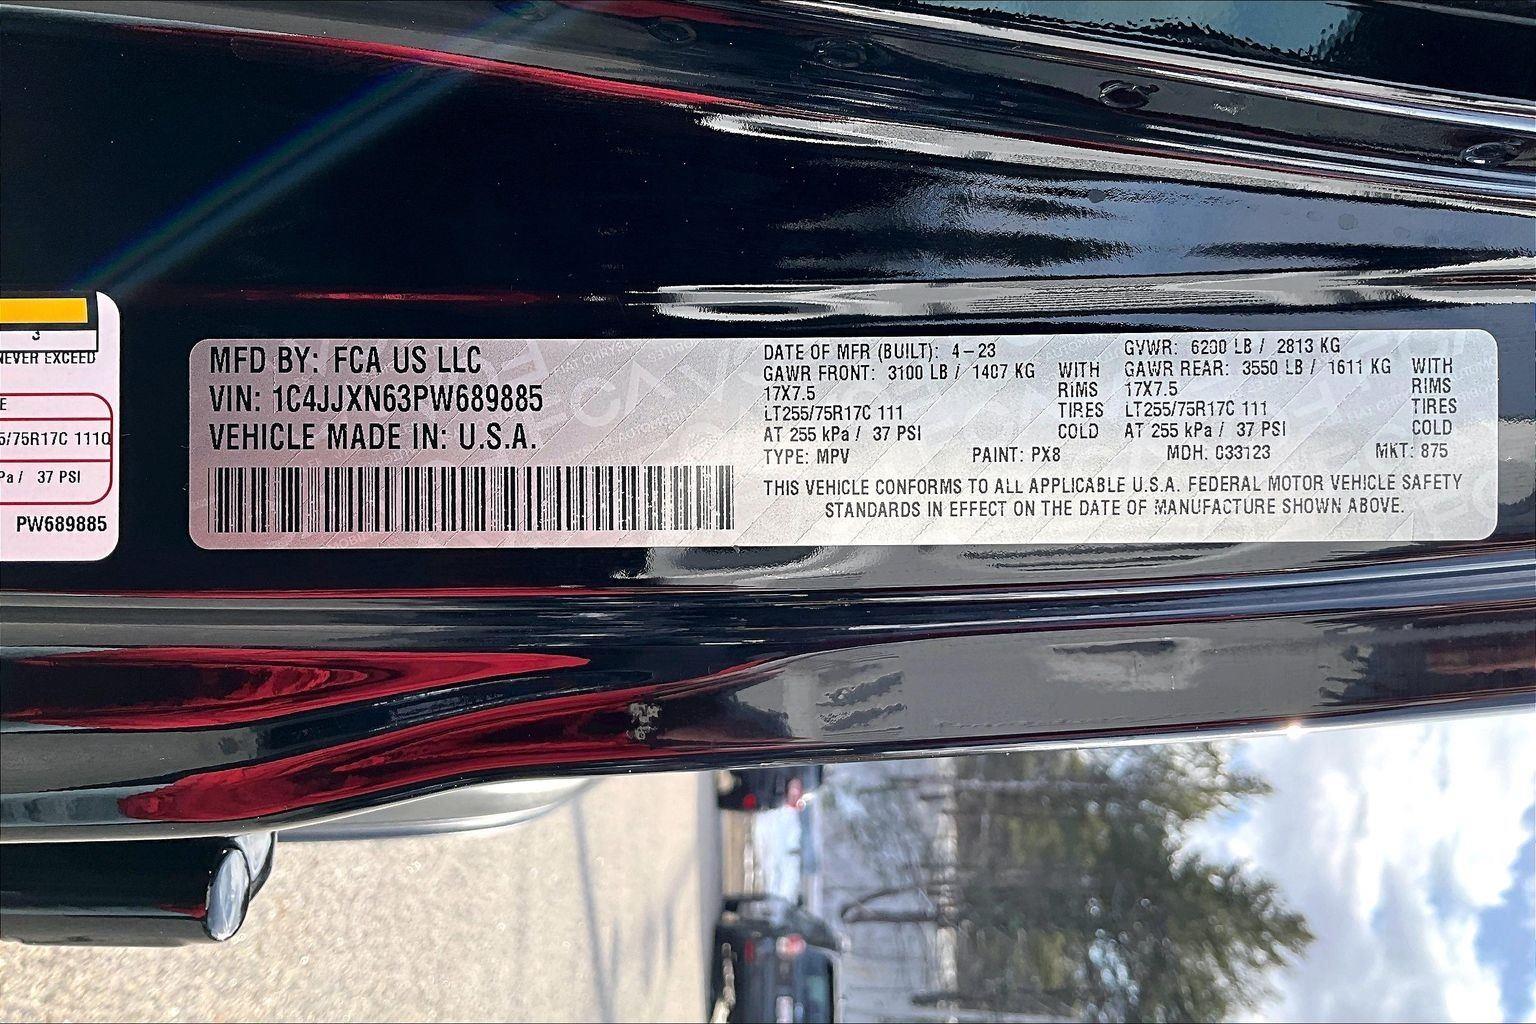 3
NEVER EXCEED
E
5/75R17C 111Q
Pa / 37 PSI
PW689885
MFD BY: FCA US LLC
VIN: 1C4JJXN63PW689885
VEHICLE MADE IN: U.S.A.
DATE OF MFR (BUILT): 4-23
GAWR FRONT: 3100 LB / 1407 KG WITH
17X7.5 RIMS
LT255/75R17C 111 TIRES
AT 255 kPa / 37 PSI COLD
GVWR: 6200 LB / 2813 KG
GAWR REAR: 3550 LB / 1611 KG WITH
17X7.5 RIMS
LT255/75R17C 111 TIRES
AT 255 kPa / 37 PSI COLD
TYPE: MPV PAINT: PX8 MDH: 033123 MKT: 875
THIS VEHICLE CONFORMS TO ALL APPLICABLE U.S.A. FEDERAL MOTOR VEHICLE SAFETY
STANDARDS IN EFFECT ON THE DATE OF MANUFACTURE SHOWN ABOVE.